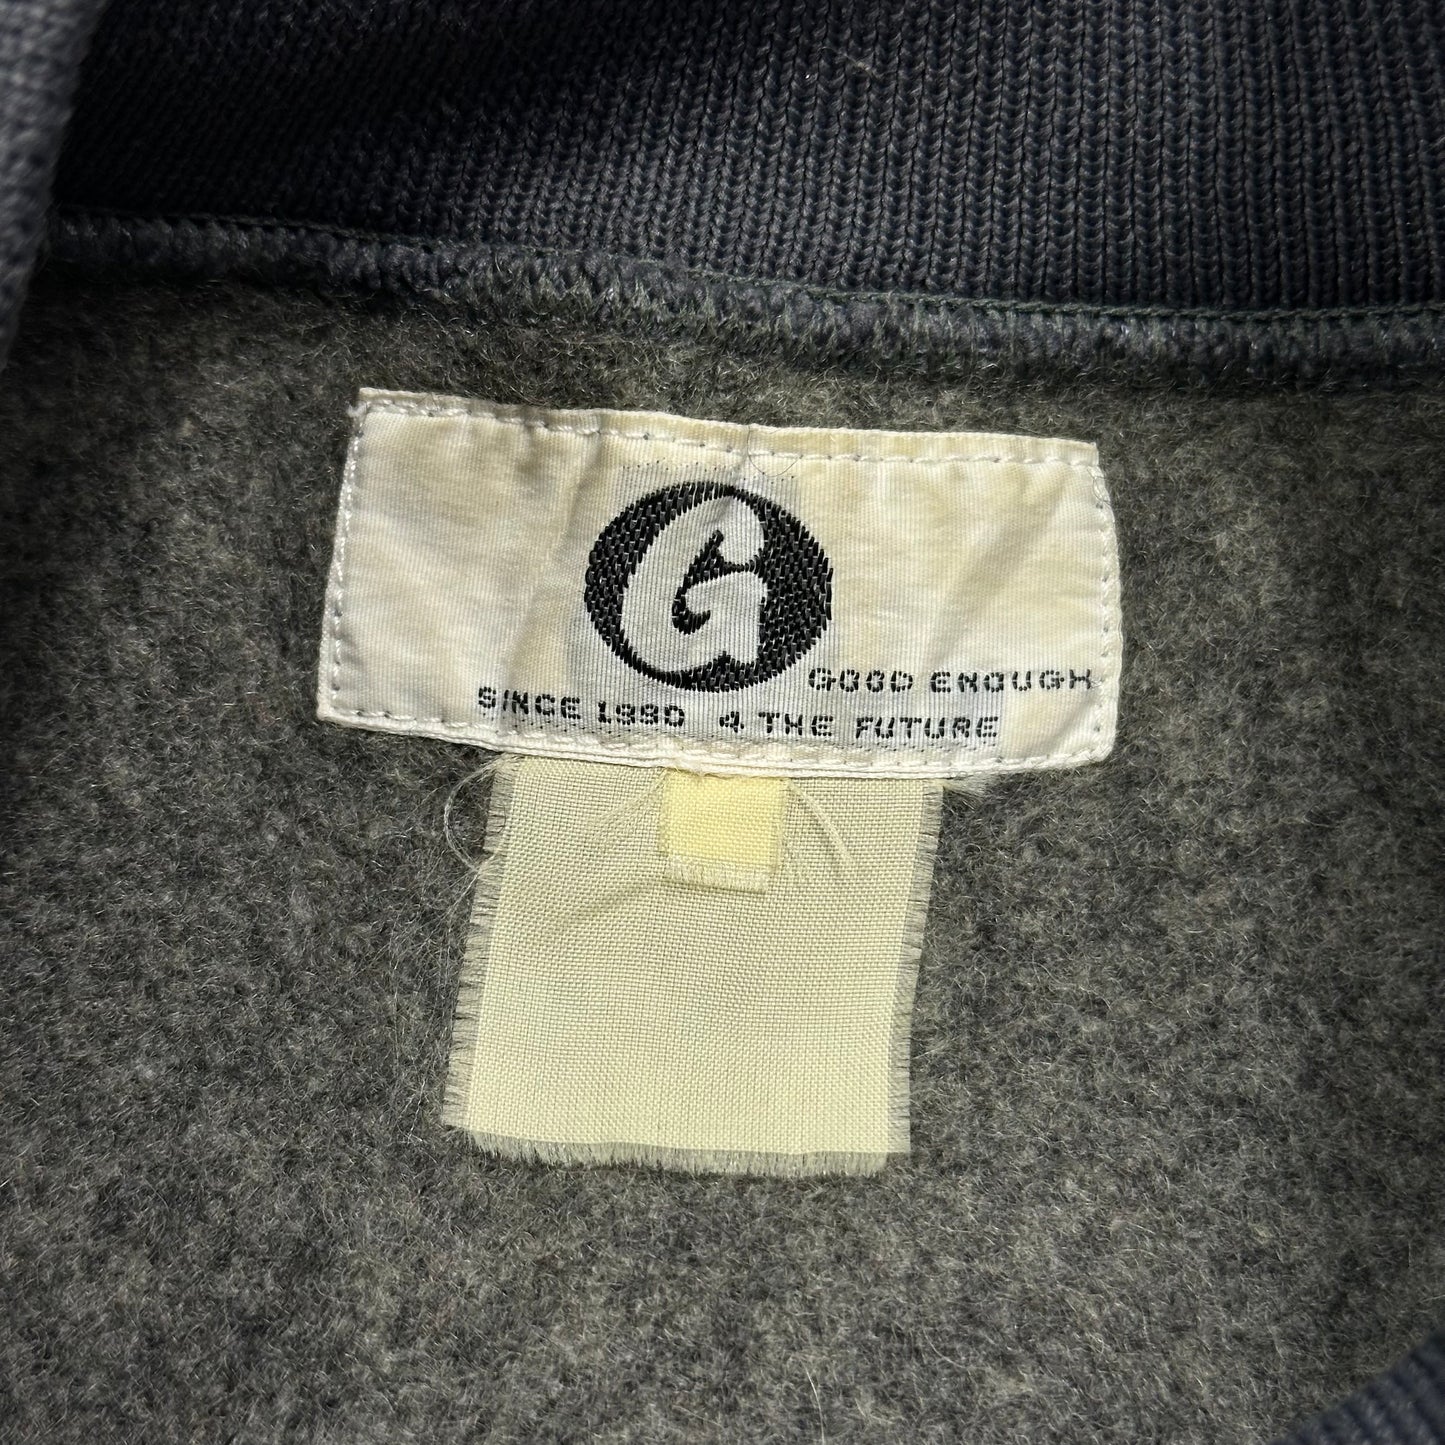 G
GOOD ENOUGH
SINCE 1990 4 THE FUTURE